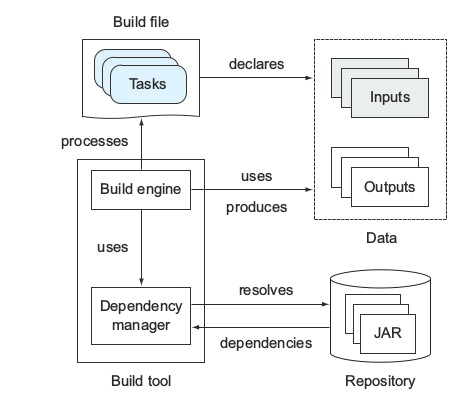 Build file
Tasks
declares
Inputs
processes
Build engine
uses
produces
Outputs
Data
uses
Dependency
manager
resolves
dependencies
JAR
Build tool
Repository